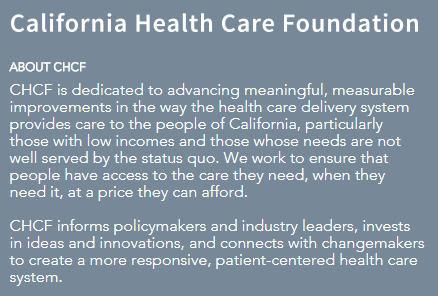 California Health Care Foundation
ABOUT CHCF
CHCF is dedicated to advancing meaningful, measurable
improvements in the way the health care delivery system
provides care to the people of California, particularly
those with low incomes and those whose needs are not
well served by the status quo. We work to ensure that
people have access to the care they need, when they
need it, at a price they can afford.
CHCF informs policymakers and industry leaders, invests
in ideas and innovations, and connects with changemakers
to create a more responsive, patient-centered health care
system.